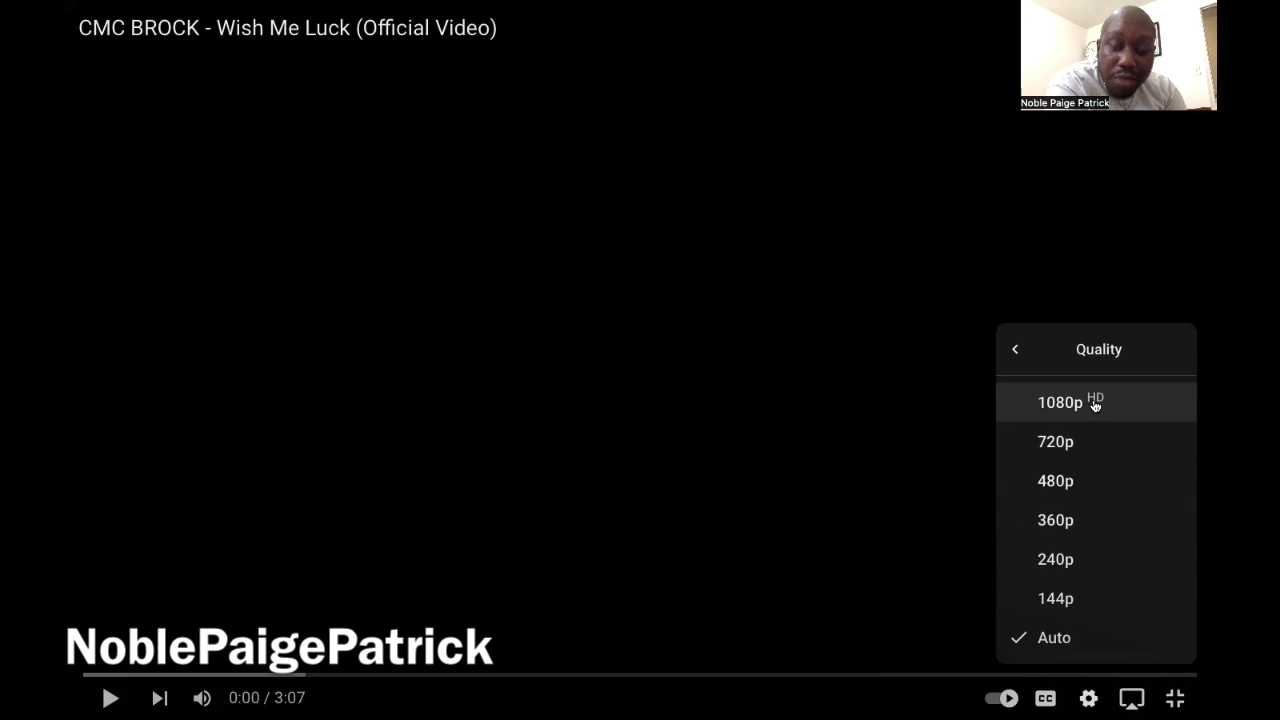 CMC BROCK - Wish Me Luck (Official Video)
Noble Paige Patrick
Quality
1080p HD
720p
480p
360p
240p
144p
Auto
NoblePaigePatrick
0:00 / 3:07
CC